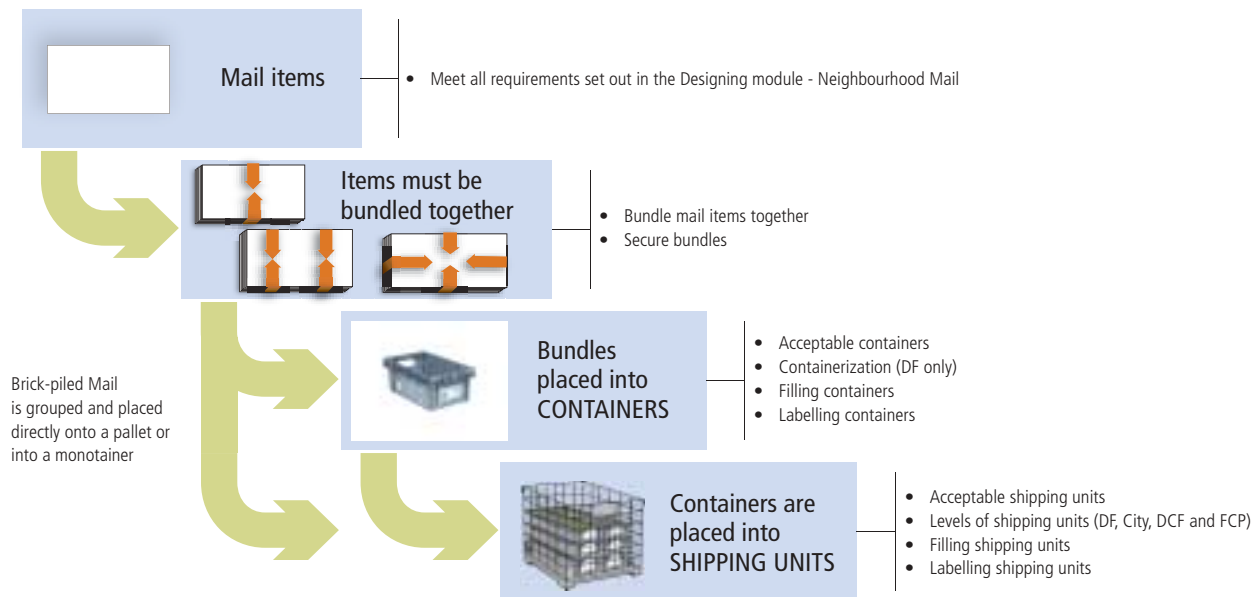 Mail items
• Meet all requirements set out in the Designing module - Neighbourhood Mail
Items must be
bundled together
• Bundle mail items together
• Secure bundles
Bundles
placed into
CONTAINERS
• Acceptable containers
• Containerization (DF only)
• Filling containers
• Labelling containers
Brick-piled Mail
is grouped and placed
directly onto a pallet or
into a monotainer
Containers are
placed into
SHIPPING UNITS
• Acceptable shipping units
• Levels of shipping units (DF, City, DCF and FCP)
• Filling shipping units
• Labelling shipping units